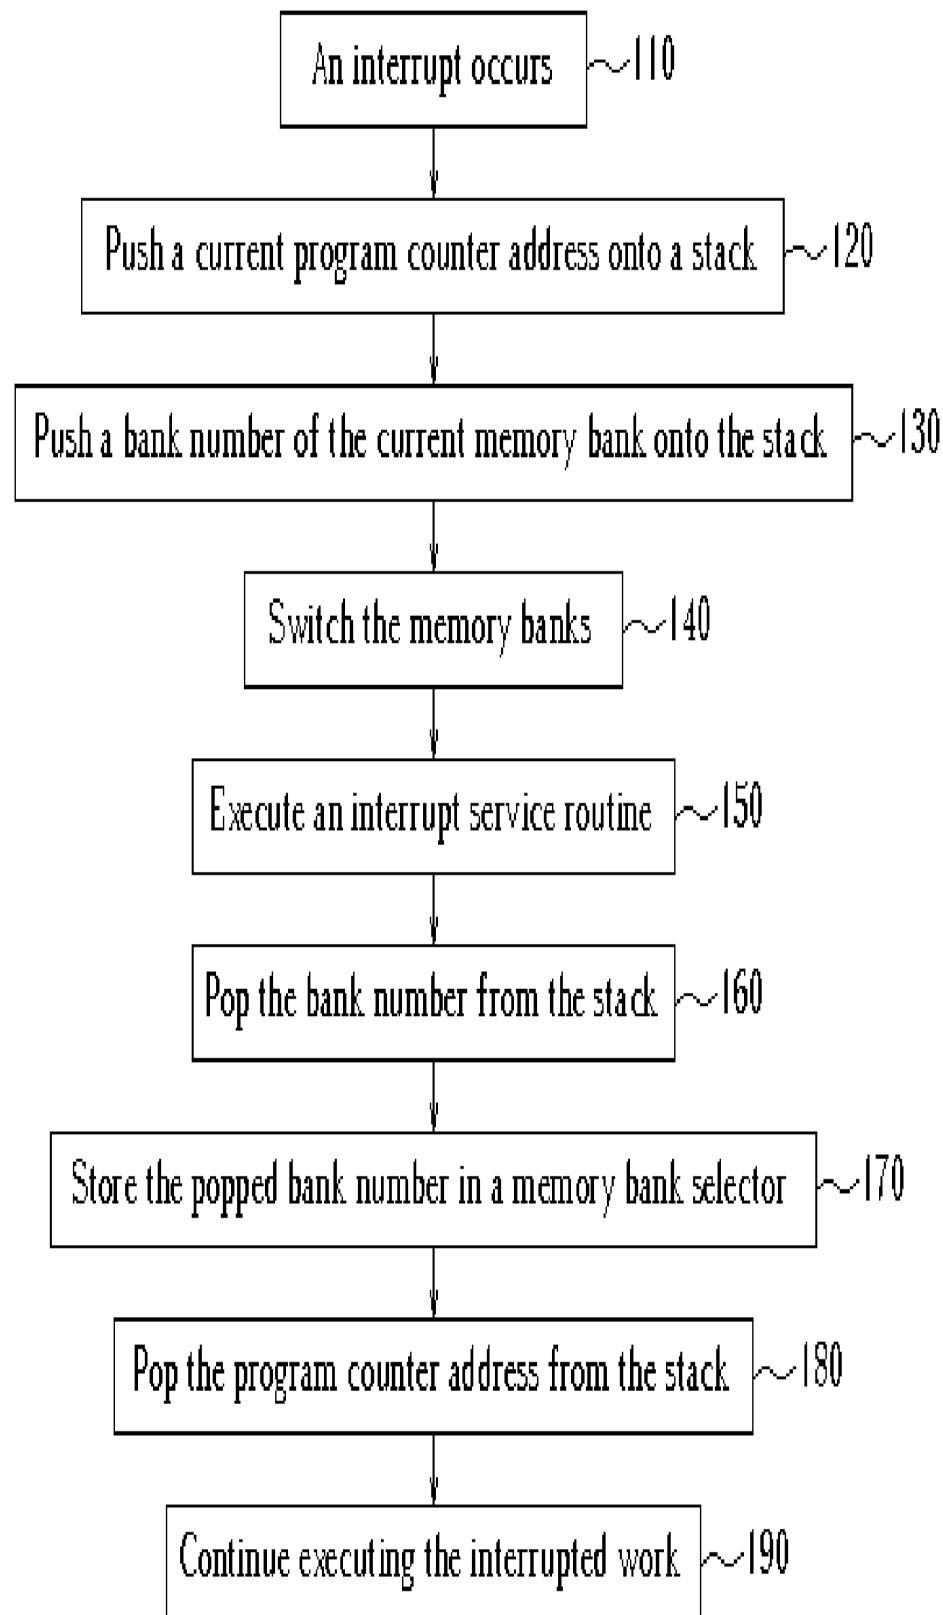 An interrupt occurs 110
Push a current program counter address onto a stack 120
Push a bank number of the current memory bank onto the stack 130
Switch the memory banks 140
Execute an interrupt service routine 150
Pop the bank number from the stack 160
Store the popped bank number in a memory bank selector 170
Pop the program counter address from the stack 180
Continue executing the interrupted work 190